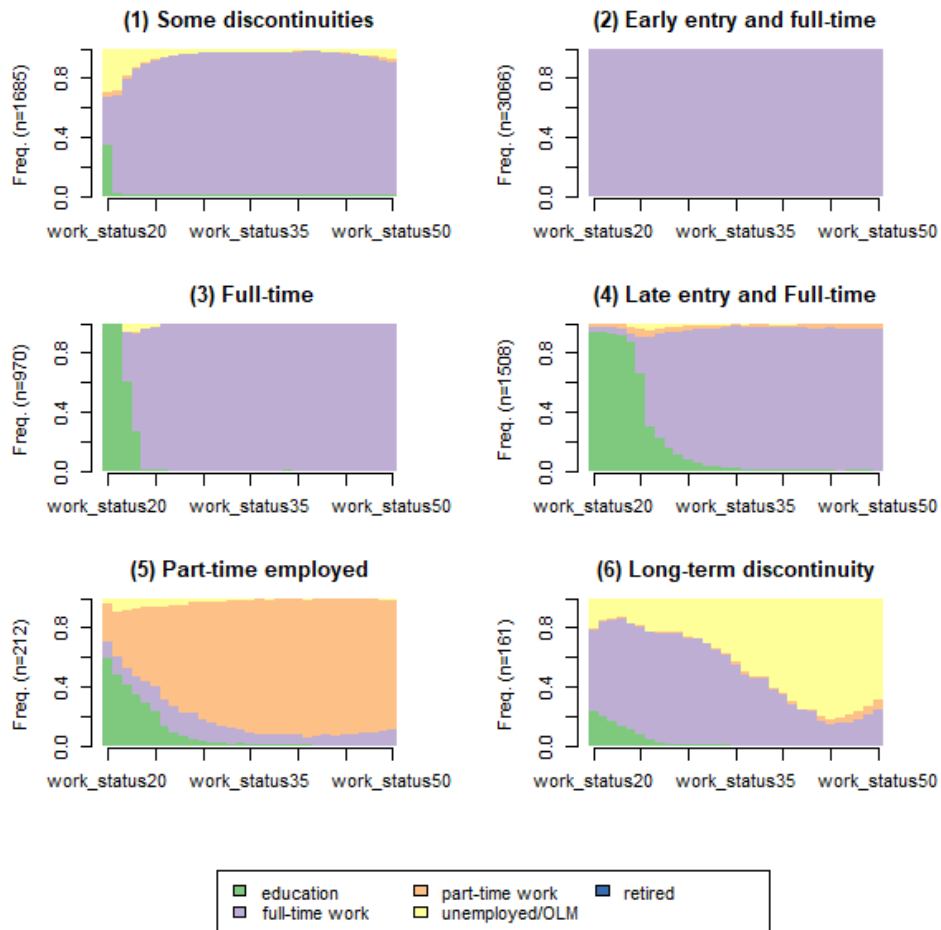 (1) Some discontinuities
(2) Early entry and full-time
Freq. (n=1685)
0.0 0.4 0.8
work_status20 work_status35 work_status50
Freq. (n=3066)
0.0 0.4 0.8
work_status20 work_status35 work_status50
(3) Full-time
(4) Late entry and Full-time
Freq. (n=970)
0.0 0.4 0.8
work_status20 work_status35 work_status50
Freq. (n=1508)
0.0 0.4 0.8
work_status20 work_status35 work_status50
(5) Part-time employed
(6) Long-term discontinuity
Freq. (n=212)
0.0 0.4 0.8
work_status20 work_status35 work_status50
Freq. (n=161)
0.0 0.4 0.8
work_status20 work_status35 work_status50
education part-time work retired
full-time work unemployed/OLM